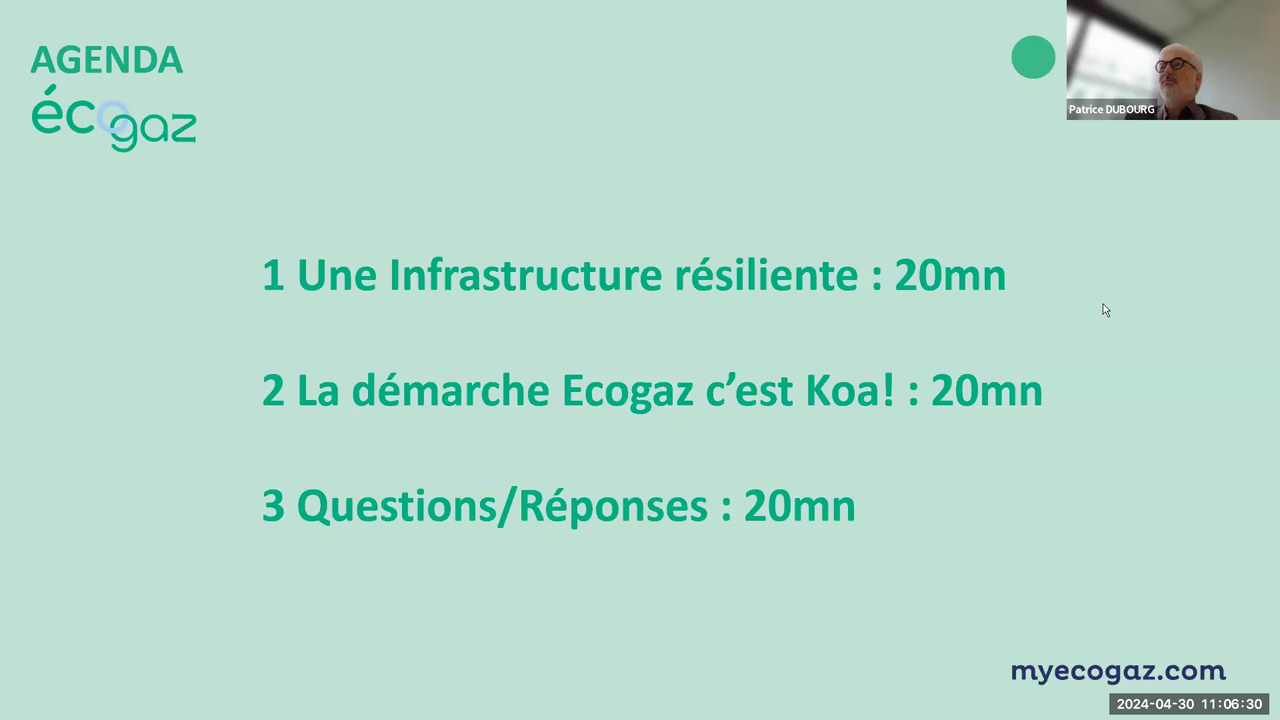 AGENDA
écogaz
Patrice DUBOURG
1 Une Infrastructure résiliente : 20mn
2 La démarche Ecogaz c’est Koa! : 20mn
3 Questions/Réponses : 20mn
myecogaz.com
2024-04-30 11:06:30